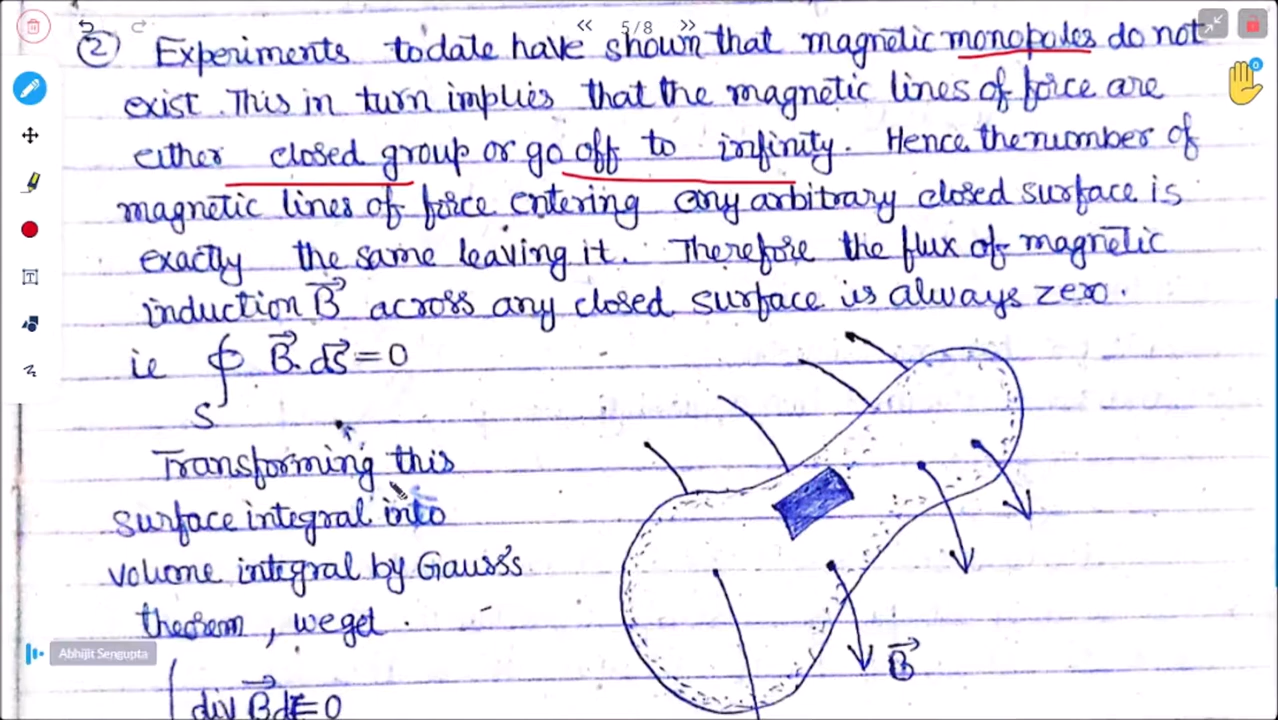 « 5/8 »
② Experiments to date have shown that magnetic monopoles do not
exist. This in turn implies that the magnetic lines of force are
either closed group or go off to infinity. Hence the number of
magnetic lines of force entering any arbitrary closed surface is
exactly the same leaving it. Therefore the flux of magnetic
induction B⃗ across any closed surface is always zero.
ie ∮ B⃗. dS⃗ = 0
S
Transforming this
surface integral into
volume integral by Gauss's
theorem, we get.
Abhijit Sengupta
B⃗
∫ div B⃗ dτ = 0